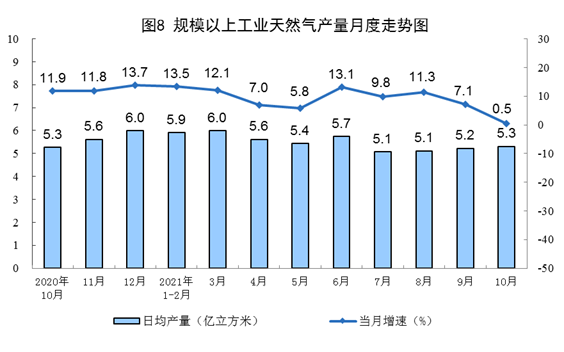 图8 规模以上工业天然气产量月度走势图
10 9 8 7 6 5 4 3 2 1 0
30 20 10 0 -10 -20 -30 -40 -50
11.9 11.8 13.7 13.5 12.1 7.0 5.8 13.1 9.8 11.3 7.1 0.5
5.3 5.6 6.0 5.9 6.0 5.6 5.4 5.7 5.1 5.1 5.2 5.3
2020年 11月 12月 2021年 3月 4月 5月 6月 7月 8月 9月 10月
10月 1-2月
日均产量（亿立方米） 当月增速（%）